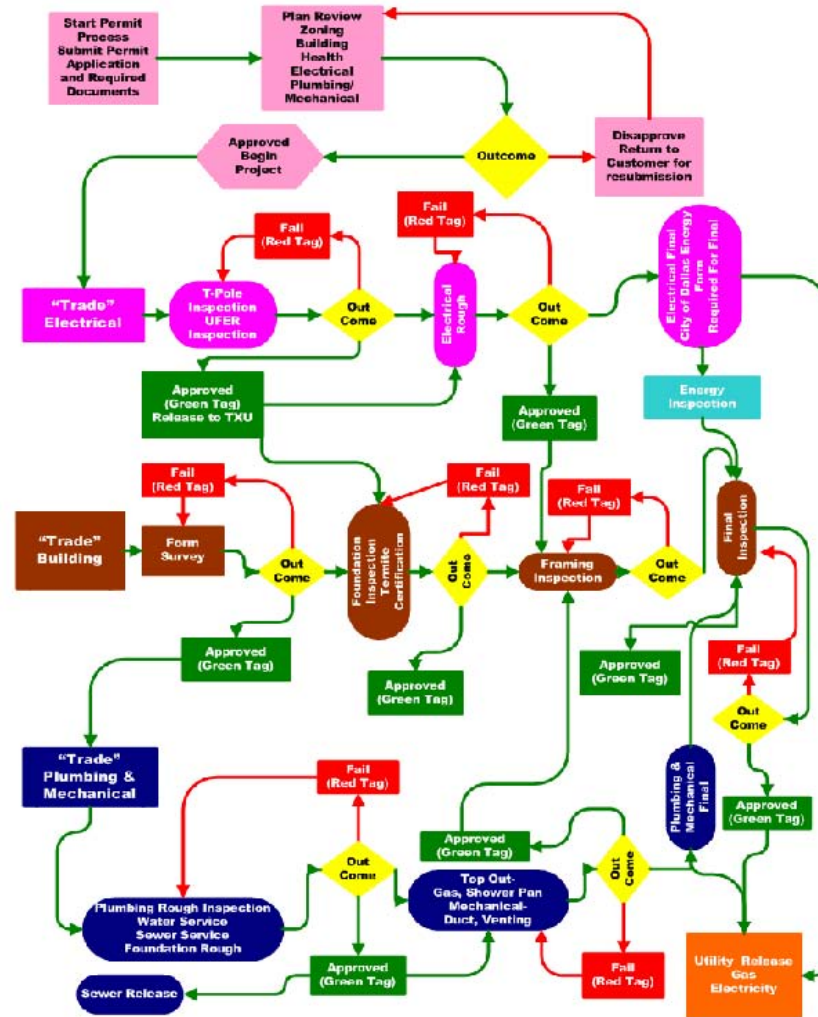 Start Permit
Process
Submit Permit
Application
and Required
Documents
Plan Review
Zoning
Building
Health
Electrical
Plumbing/
Mechanical
Approved
Begin
Project
Outcome
Disapprove
Return to
Customer for
resubmission
Fail
(Red Tag)
Fail
(Red Tag)
"Trade"
Electrical
T-Pole
Inspection
UFER
Inspection
Out
Come
Electrical
Rough
Out
Come
Electrical Final
City of Dallas Energy
Form
Required For Final
Approved
(Green Tag)
Release to TXU
Approved
(Green Tag)
Energy
Inspection
Fail
(Red Tag)
Fail
(Red Tag)
Fail
(Red Tag)
"Trade"
Building
Form
Survey
Out
Come
Foundation
Inspection
Termite
Certification
Out
Come
Framing
Inspection
Out
Come
Final
Inspection
Approved
(Green Tag)
Approved
(Green Tag)
Approved
(Green Tag)
Fail
(Red Tag)
Out
Come
"Trade"
Plumbing &
Mechanical
Fail
(Red Tag)
Plumbing &
Mechanical
Final
Approved
(Green Tag)
Approved
(Green Tag)
Out
Come
Out
Come
Plumbing Rough Inspection
Water Service
Sewer Service
Foundation Rough
Top Out-
Gas, Shower Pan
Mechanical-
Duct, Venting
Sewer Release
Approved
(Green Tag)
Fail
(Red Tag)
Utility Release
Gas
Electricity